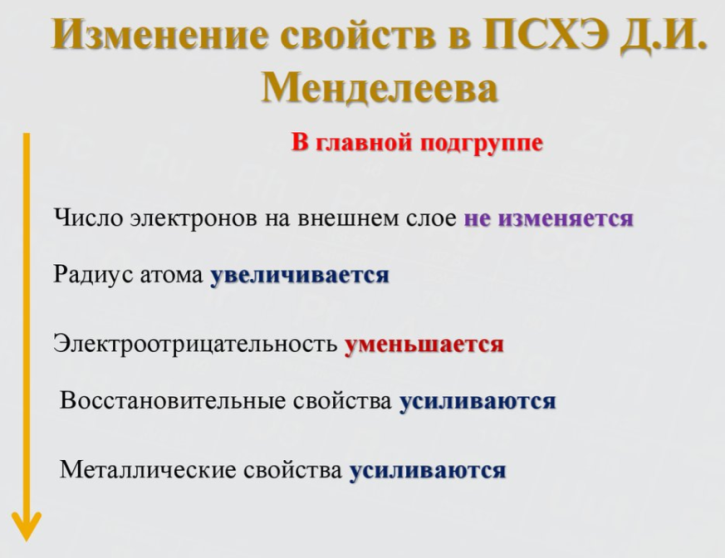 Изменение свойств в ПСХЭ Д.И.
Менделеева
В главной подгруппе
Число электронов на внешнем слое не изменяется
Радиус атома увеличивается
Электроотрицательность уменьшается
Восстановительные свойства усиливаются
Металлические свойства усиливаются